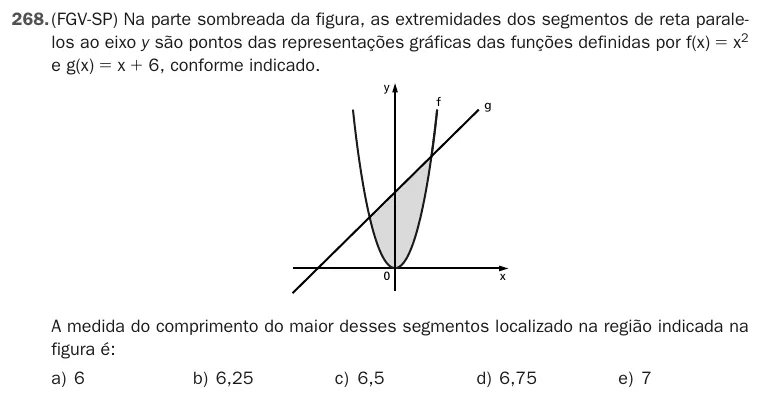 268. (FGV-SP) Na parte sombreada da figura, as extremidades dos segmentos de reta parale-
los ao eixo y são pontos das representações gráficas das funções definidas por f(x) = x²
e g(x) = x + 6, conforme indicado.
y
f
g
0
x
A medida do comprimento do maior desses segmentos localizado na região indicada na
figura é:
a) 6 b) 6,25 c) 6,5 d) 6,75 e) 7